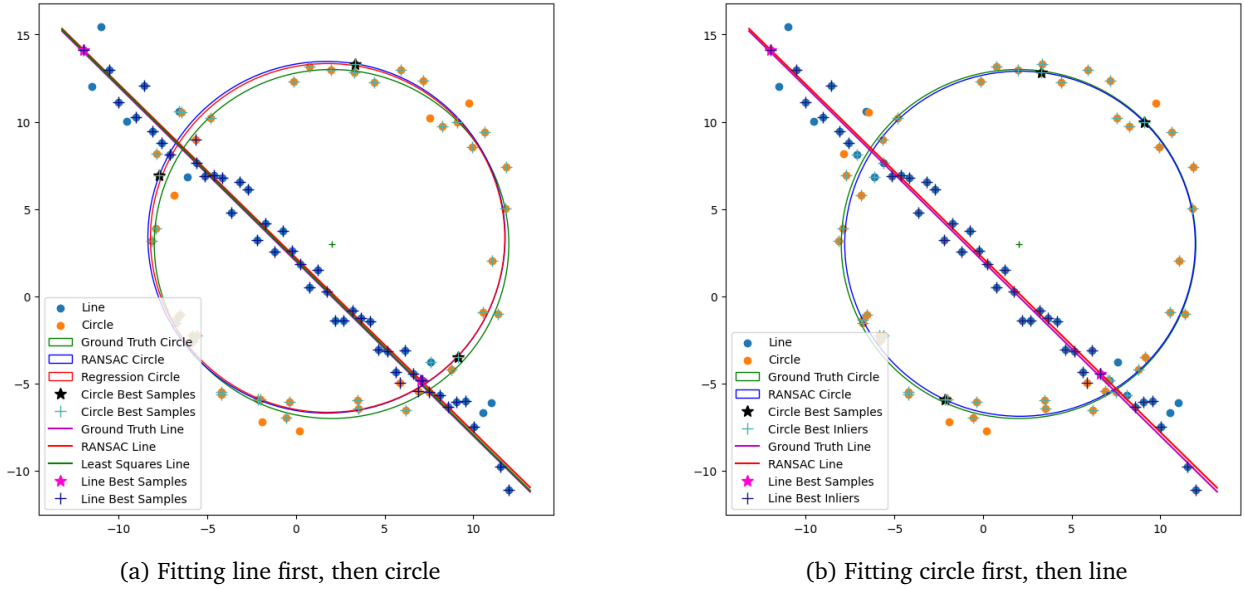 15
10
5
0
−5
−10
−10
−5
0
5
10
Line
Circle
Ground Truth Circle
RANSAC Circle
Regression Circle
Circle Best Samples
Circle Best Samples
Ground Truth Line
RANSAC Line
Least Squares Line
Line Best Samples
Line Best Samples
(a) Fitting line first, then circle
15
10
5
0
−5
−10
−10
−5
0
5
10
Line
Circle
Ground Truth Circle
RANSAC Circle
Circle Best Samples
Circle Best Inliers
Ground Truth Line
RANSAC Line
Line Best Samples
Line Best Inliers
(b) Fitting circle first, then line